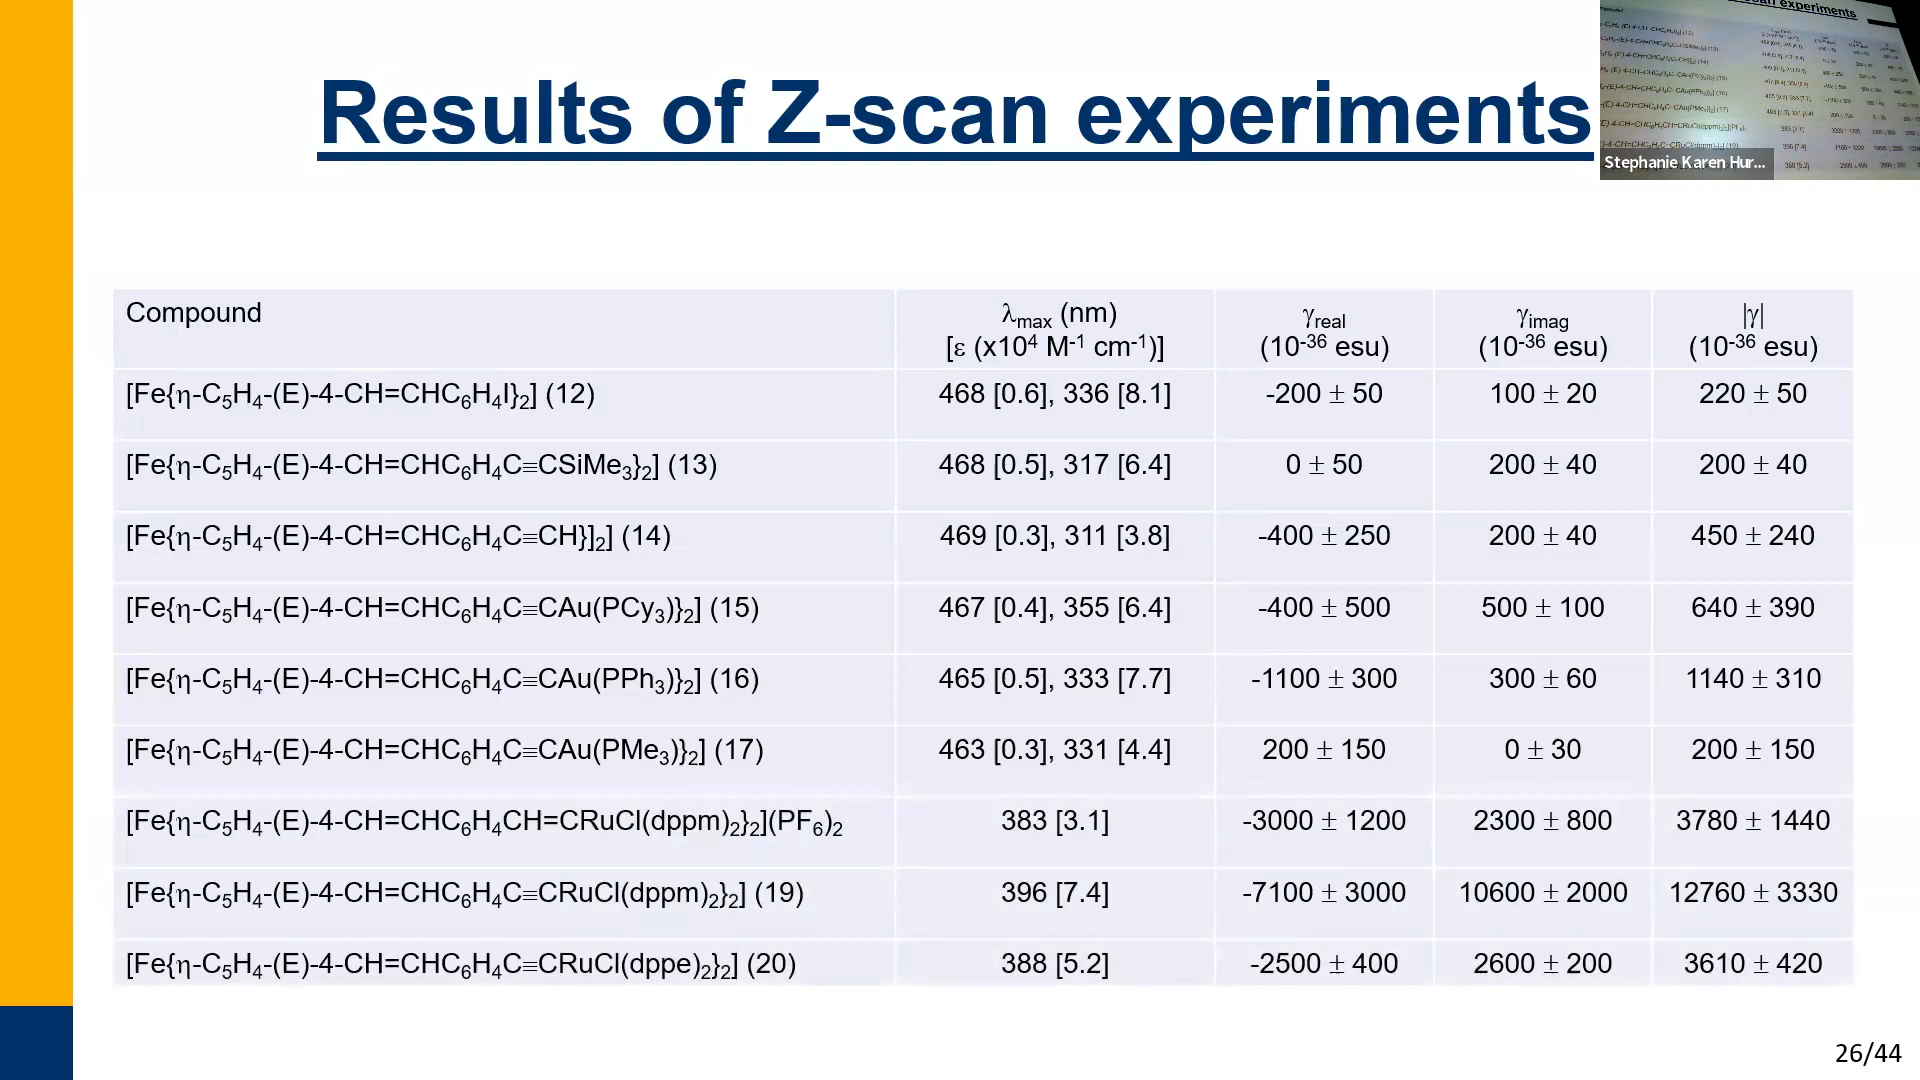 Results of Z-scan experiments
Stephanie Karen Hur...
Compound λmax (nm) [ε (x10⁴ M⁻¹ cm⁻¹)] γreal (10⁻³⁶ esu) γimag (10⁻³⁶ esu) |γ| (10⁻³⁶ esu)
[Fe{η-C₅H₄-(E)-4-CH=CHC₆H₄I}₂] (12) 468 [0.6], 336 [8.1] -200 ± 50 100 ± 20 220 ± 50
[Fe{η-C₅H₄-(E)-4-CH=CHC₆H₄C≡CSiMe₃}₂] (13) 468 [0.5], 317 [6.4] 0 ± 50 200 ± 40 200 ± 40
[Fe{η-C₅H₄-(E)-4-CH=CHC₆H₄C≡CH}]₂] (14) 469 [0.3], 311 [3.8] -400 ± 250 200 ± 40 450 ± 240
[Fe{η-C₅H₄-(E)-4-CH=CHC₆H₄C≡CAu(PCy₃)}₂] (15) 467 [0.4], 355 [6.4] -400 ± 500 500 ± 100 640 ± 390
[Fe{η-C₅H₄-(E)-4-CH=CHC₆H₄C≡CAu(PPh₃)}₂] (16) 465 [0.5], 333 [7.7] -1100 ± 300 300 ± 60 1140 ± 310
[Fe{η-C₅H₄-(E)-4-CH=CHC₆H₄C≡CAu(PMe₃)}₂] (17) 463 [0.3], 331 [4.4] 200 ± 150 0 ± 30 200 ± 150
[Fe{η-C₅H₄-(E)-4-CH=CHC₆H₄CH=CRuCl(dppm)₂}₂](PF₆)₂ 383 [3.1] -3000 ± 1200 2300 ± 800 3780 ± 1440
[Fe{η-C₅H₄-(E)-4-CH=CHC₆H₄C≡CRuCl(dppm)₂}₂] (19) 396 [7.4] -7100 ± 3000 10600 ± 2000 12760 ± 3330
[Fe{η-C₅H₄-(E)-4-CH=CHC₆H₄C≡CRuCl(dppe)₂}₂] (20) 388 [5.2] -2500 ± 400 2600 ± 200 3610 ± 420
26/44